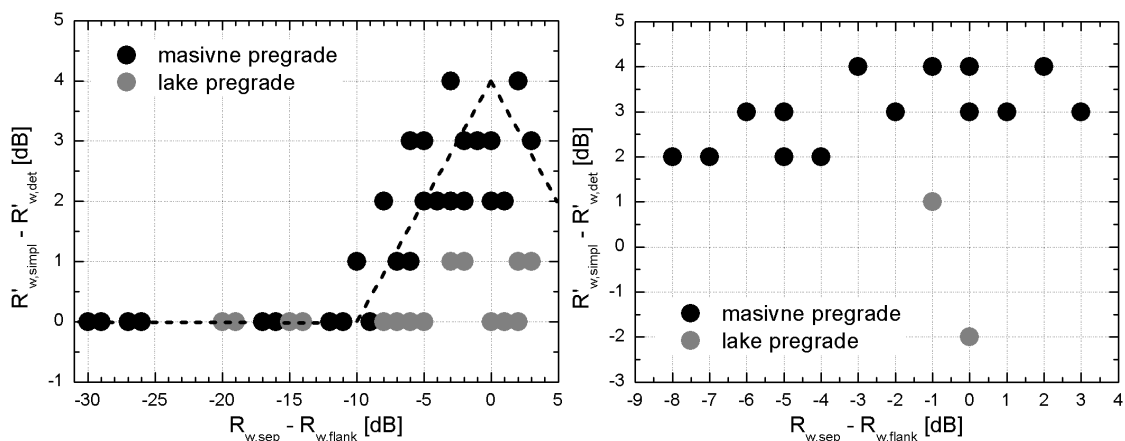 5
4
3
2
1
0
-1
R'w,simpl - R'w,det [dB]
masivne pregrade
lake pregrade
-30 -25 -20 -15 -10 -5 0 5
Rw,sep - Rw,flank [dB]
5
4
3
2
1
0
-1
-2
-3
R'w,simpl - R'w,det [dB]
masivne pregrade
lake pregrade
-9 -8 -7 -6 -5 -4 -3 -2 -1 0 1 2 3 4
Rw,sep - Rw,flank [dB]